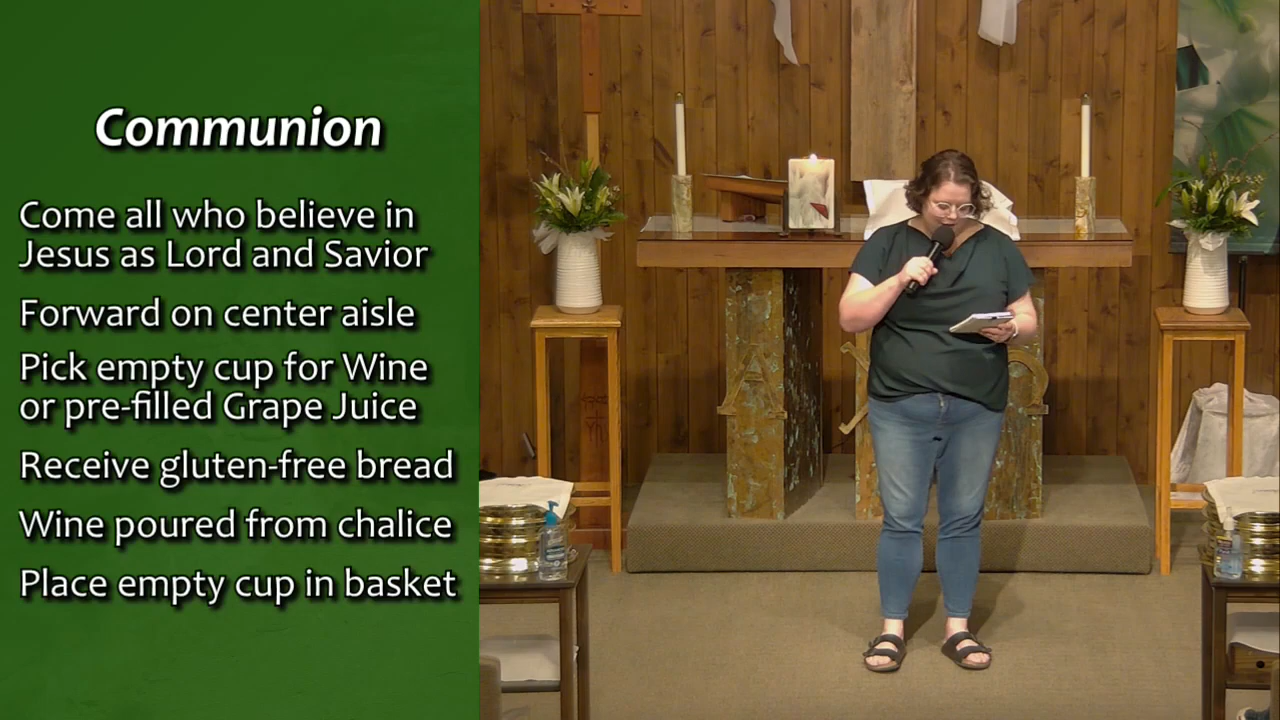 Communion
Come all who believe in
Jesus as Lord and Savior
Forward on center aisle
Pick empty cup for Wine
or pre-filled Grape Juice
Receive gluten-free bread
Wine poured from chalice
Place empty cup in basket